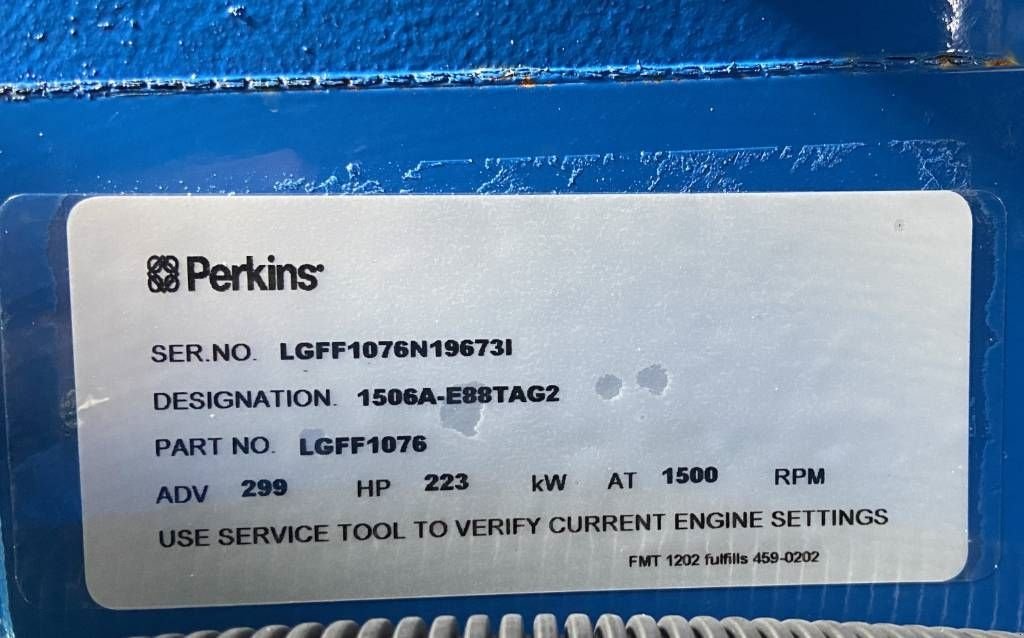 Perkins
SER.NO. LGFF1076N19673I
DESIGNATION. 1506A-E88TAG2
PART NO. LGFF1076
ADV 299 HP 223 kW AT 1500 RPM
USE SERVICE TOOL TO VERIFY CURRENT ENGINE SETTINGS
FMT 1202 fulfills 459-0202